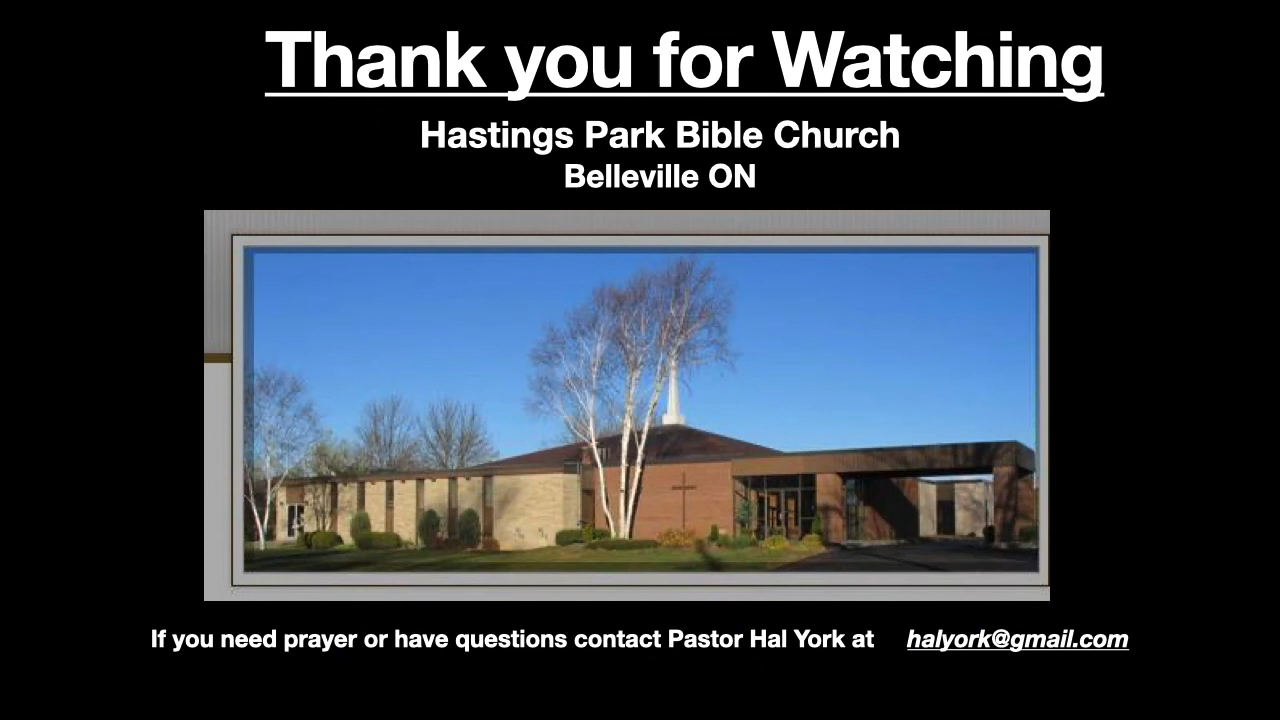 Thank you for Watching
Hastings Park Bible Church
Belleville ON
If you need prayer or have questions contact Pastor Hal York at halyork@gmail.com